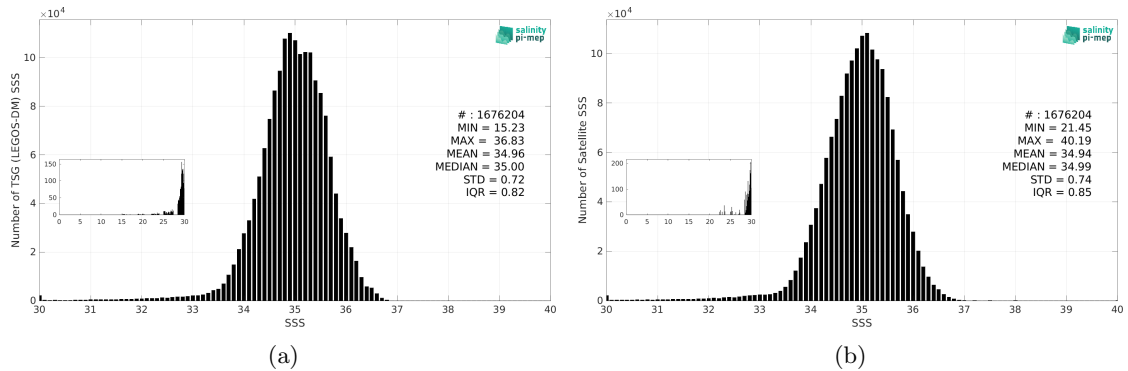 ×10⁴
salinity
pi-mep
10
8
6
4
2
0
Number of TSG (LEGOS-DM) SSS
# : 1676204
MIN = 15.23
MAX = 36.83
MEAN = 34.96
MEDIAN = 35.00
STD = 0.72
IQR = 0.82
150
100
50
0
0 5 10 15 20 25 30
30 31 32 33 34 35 36 37 38 39 40
SSS
(a)
×10⁴
salinity
pi-mep
10
8
6
4
2
0
Number of Satellite SSS
# : 1676204
MIN = 21.45
MAX = 40.19
MEAN = 34.94
MEDIAN = 34.99
STD = 0.74
IQR = 0.85
200
100
0
0 5 10 15 20 25 30
30 31 32 33 34 35 36 37 38 39 40
SSS
(b)